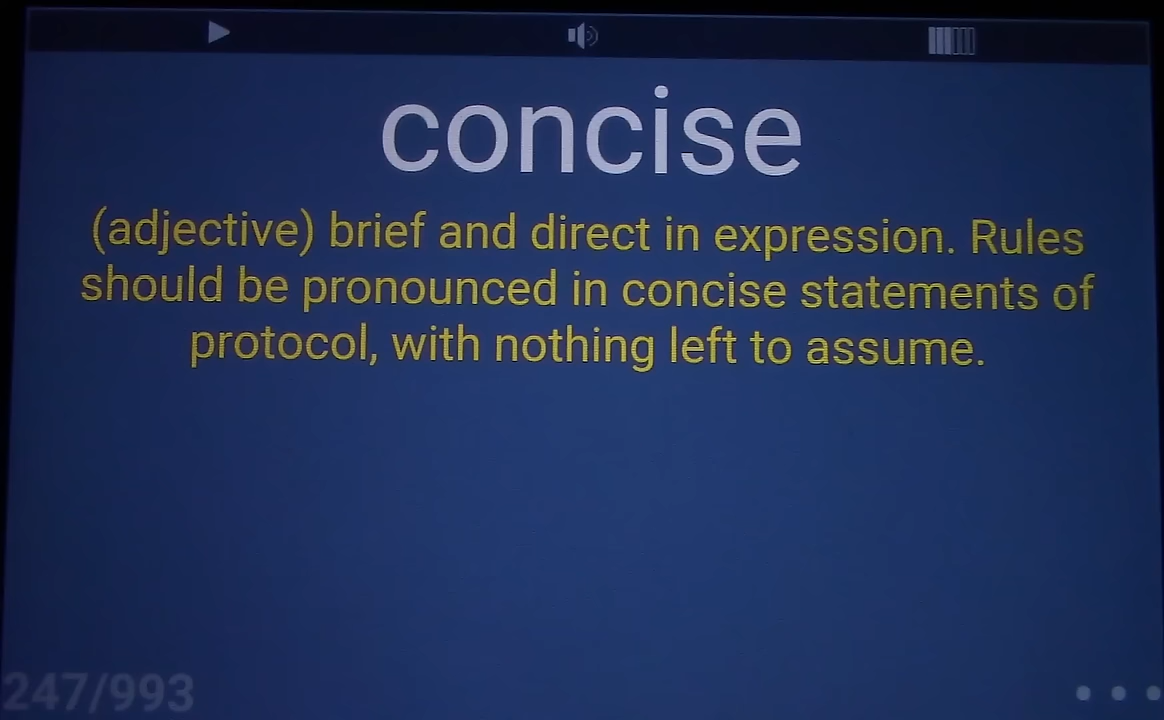 concise
(adjective) brief and direct in expression. Rules
should be pronounced in concise statements of
protocol, with nothing left to assume.
247/993